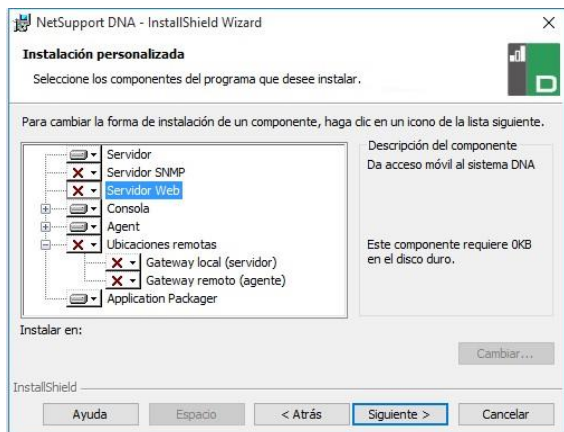 NetSupport DNA - InstallShield Wizard
Instalación personalizada
Seleccione los componentes del programa que desee instalar.
D
Para cambiar la forma de instalación de un componente, haga clic en un icono de la lista siguiente.
Servidor
Servidor SNMP
Servidor Web
Consola
Agent
Ubicaciones remotas
Gateway local (servidor)
Gateway remoto (agente)
Application Packager
Descripción del componente
Da acceso móvil al sistema DNA
Este componente requiere 0KB
en el disco duro.
Instalar en:
Cambiar...
InstallShield
Ayuda
Espacio
< Atrás
Siguiente >
Cancelar